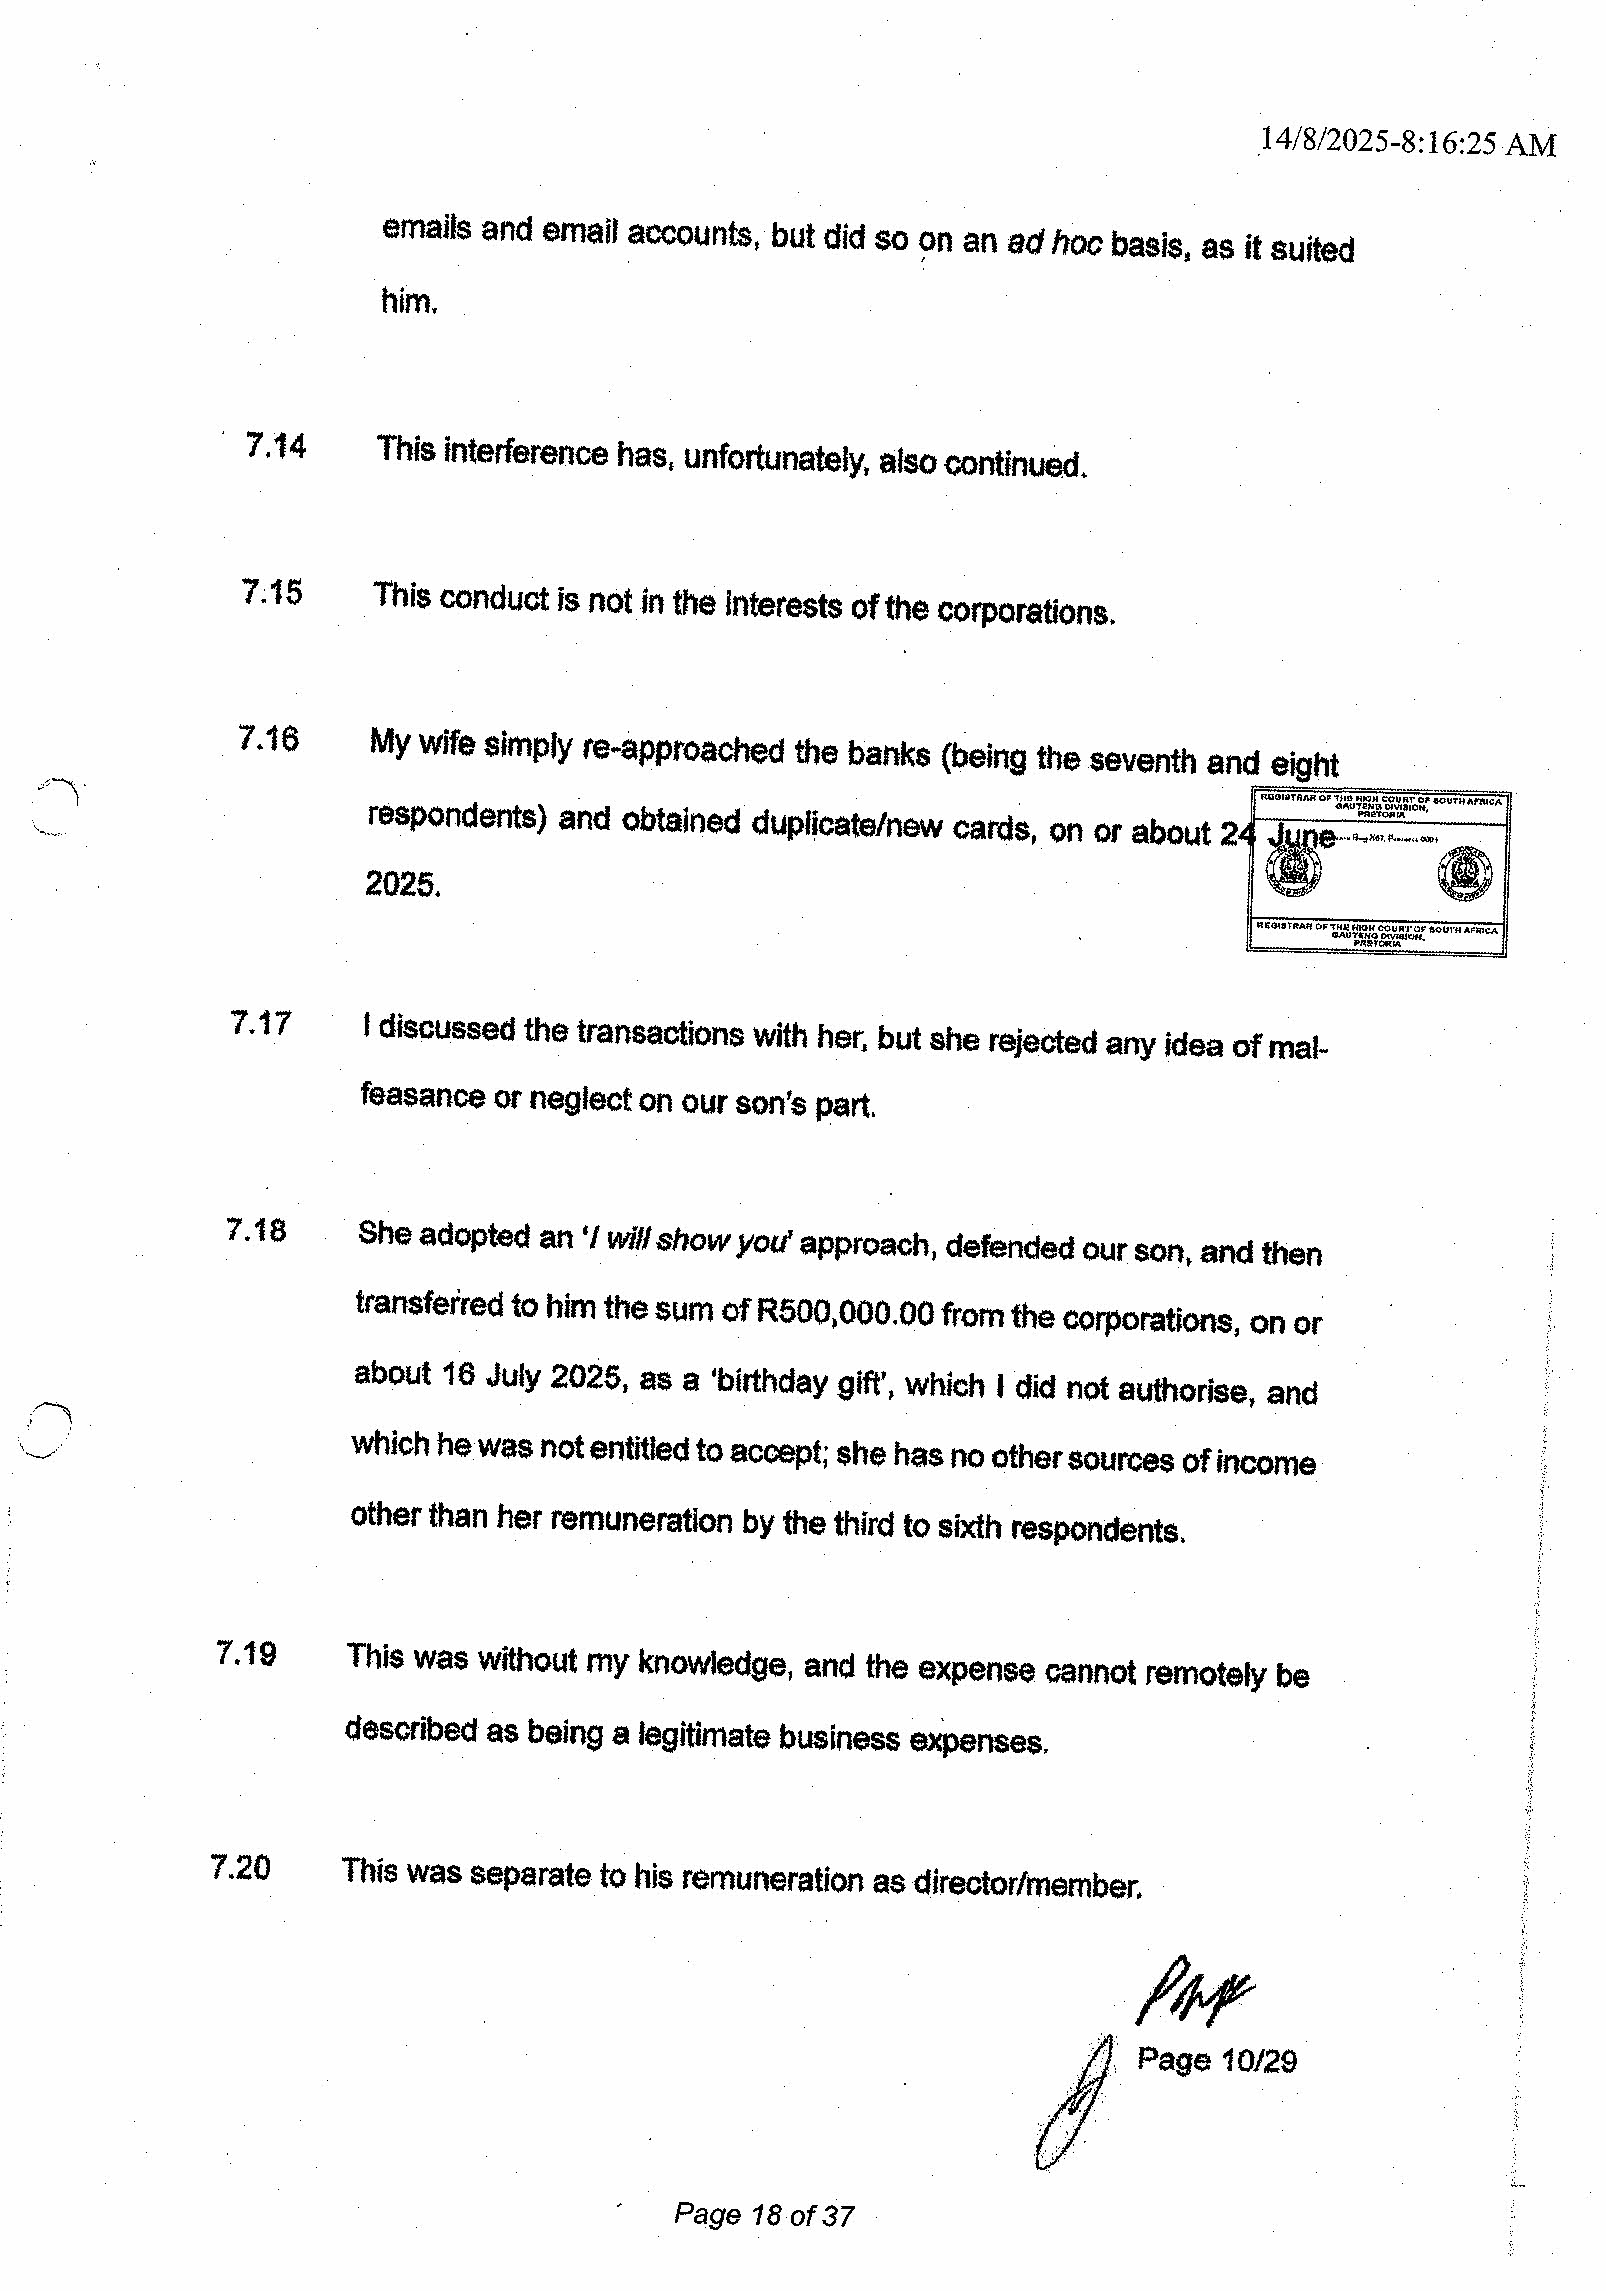 14/8/2025-8:16:25 AM
emails and email accounts, but did so on an ad hoc basis, as it suited
him.
7.14 This interference has, unfortunately, also continued.
7.15 This conduct is not in the interests of the corporations.
7.16 My wife simply re-approached the banks (being the seventh and eight
REGISTRAR OF THE HIGH COURT OF SOUTH AFRICA
GAUTENG DIVISION,
PRETORIA
respondents) and obtained duplicate/new cards, on or about 24 June
2025.
REGISTRAR OF THE HIGH COURT OF SOUTH AFRICA
GAUTENG DIVISION,
PRETORIA
7.17 I discussed the transactions with her, but she rejected any idea of mal-
feasance or neglect on our son's part.
7.18 She adopted an 'I will show you' approach, defended our son, and then
transferred to him the sum of R500,000.00 from the corporations, on or
about 16 July 2025, as a 'birthday gift', which I did not authorise, and
which he was not entitled to accept; she has no other sources of income
other than her remuneration by the third to sixth respondents.
7.19 This was without my knowledge, and the expense cannot remotely be
described as being a legitimate business expenses.
7.20 This was separate to his remuneration as director/member.
Page 10/29
Page 18 of 37